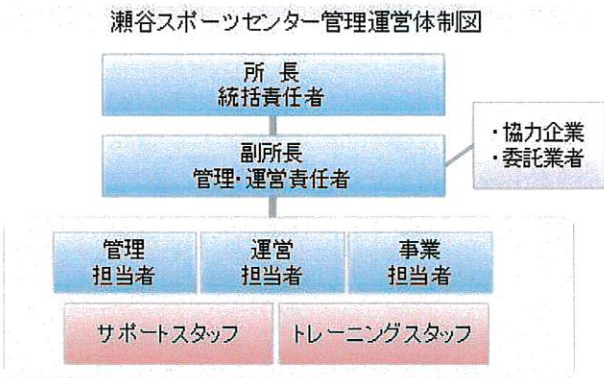 瀬谷スポーツセンター管理運営体制図
所 長
統括責任者
副所長
管理・運営責任者
・協力企業
・委託業者
管理
担当者
運営
担当者
事業
担当者
サポートスタッフ
トレーニングスタッフ